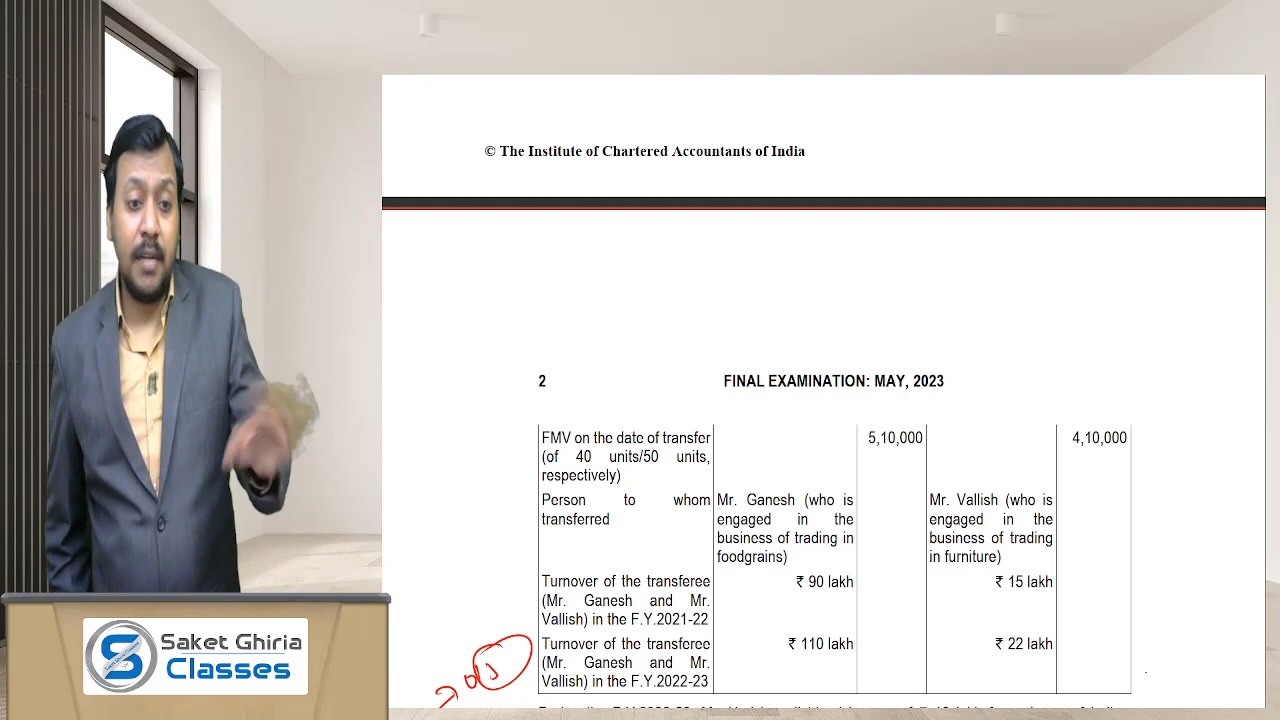 © The Institute of Chartered Accountants of India
2 FINAL EXAMINATION: MAY, 2023
FMV on the date of transfer (of 40 units/50 units, respectively) 5,10,000 4,10,000
Person to whom transferred Mr. Ganesh (who is engaged in the business of trading in foodgrains) Mr. Vallish (who is engaged in the business of trading in furniture)
Turnover of the transferee (Mr. Ganesh and Mr. Vallish) in the F.Y.2021-22 ₹ 90 lakh ₹ 15 lakh
Turnover of the transferee (Mr. Ganesh and Mr. Vallish) in the F.Y.2022-23 ₹ 110 lakh ₹ 22 lakh
Saket Ghiria
Classes